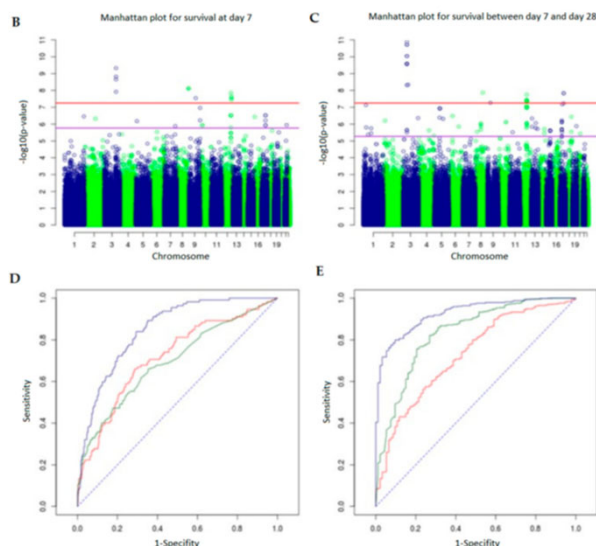 B
Manhattan plot for survival at day 7
11
10
9
8
7
6
5
4
3
2
1
0
-log10(p-value)
1 2 3 4 5 6 7 8 9 11 13 16 19
Chromosome
C
Manhattan plot for survival between day 7 and day 28
11
10
9
8
7
6
5
4
3
2
1
0
-log10(p-value)
1 2 3 4 5 6 7 8 9 11 13 16 19
Chromosome
D
1.0
0.8
0.6
0.4
0.2
0.0
Sensitivity
0.0 0.2 0.4 0.6 0.8 1.0
1-Specifity
E
1.0
0.8
0.6
0.4
0.2
0.0
Sensitivity
0.0 0.2 0.4 0.6 0.8 1.0
1-Specifity